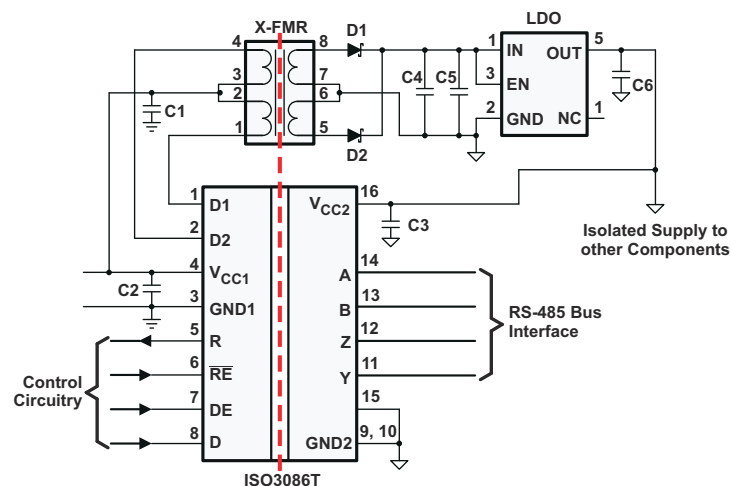 X-FMR
D1
LDO
4
8
1
IN
OUT
5
3
7
3
EN
C1
2
6
C4
C5
C6
2
GND
NC
1
1
5
D2
1
D1
16
VCC2
C3
2
D2
Isolated Supply to
other Components
4
VCC1
14
A
C2
3
GND1
13
B
RS-485 Bus
Interface
5
R
12
Z
6
RE
11
Y
Control
Circuitry
7
DE
15
8
D
9, 10
GND2
ISO3086T